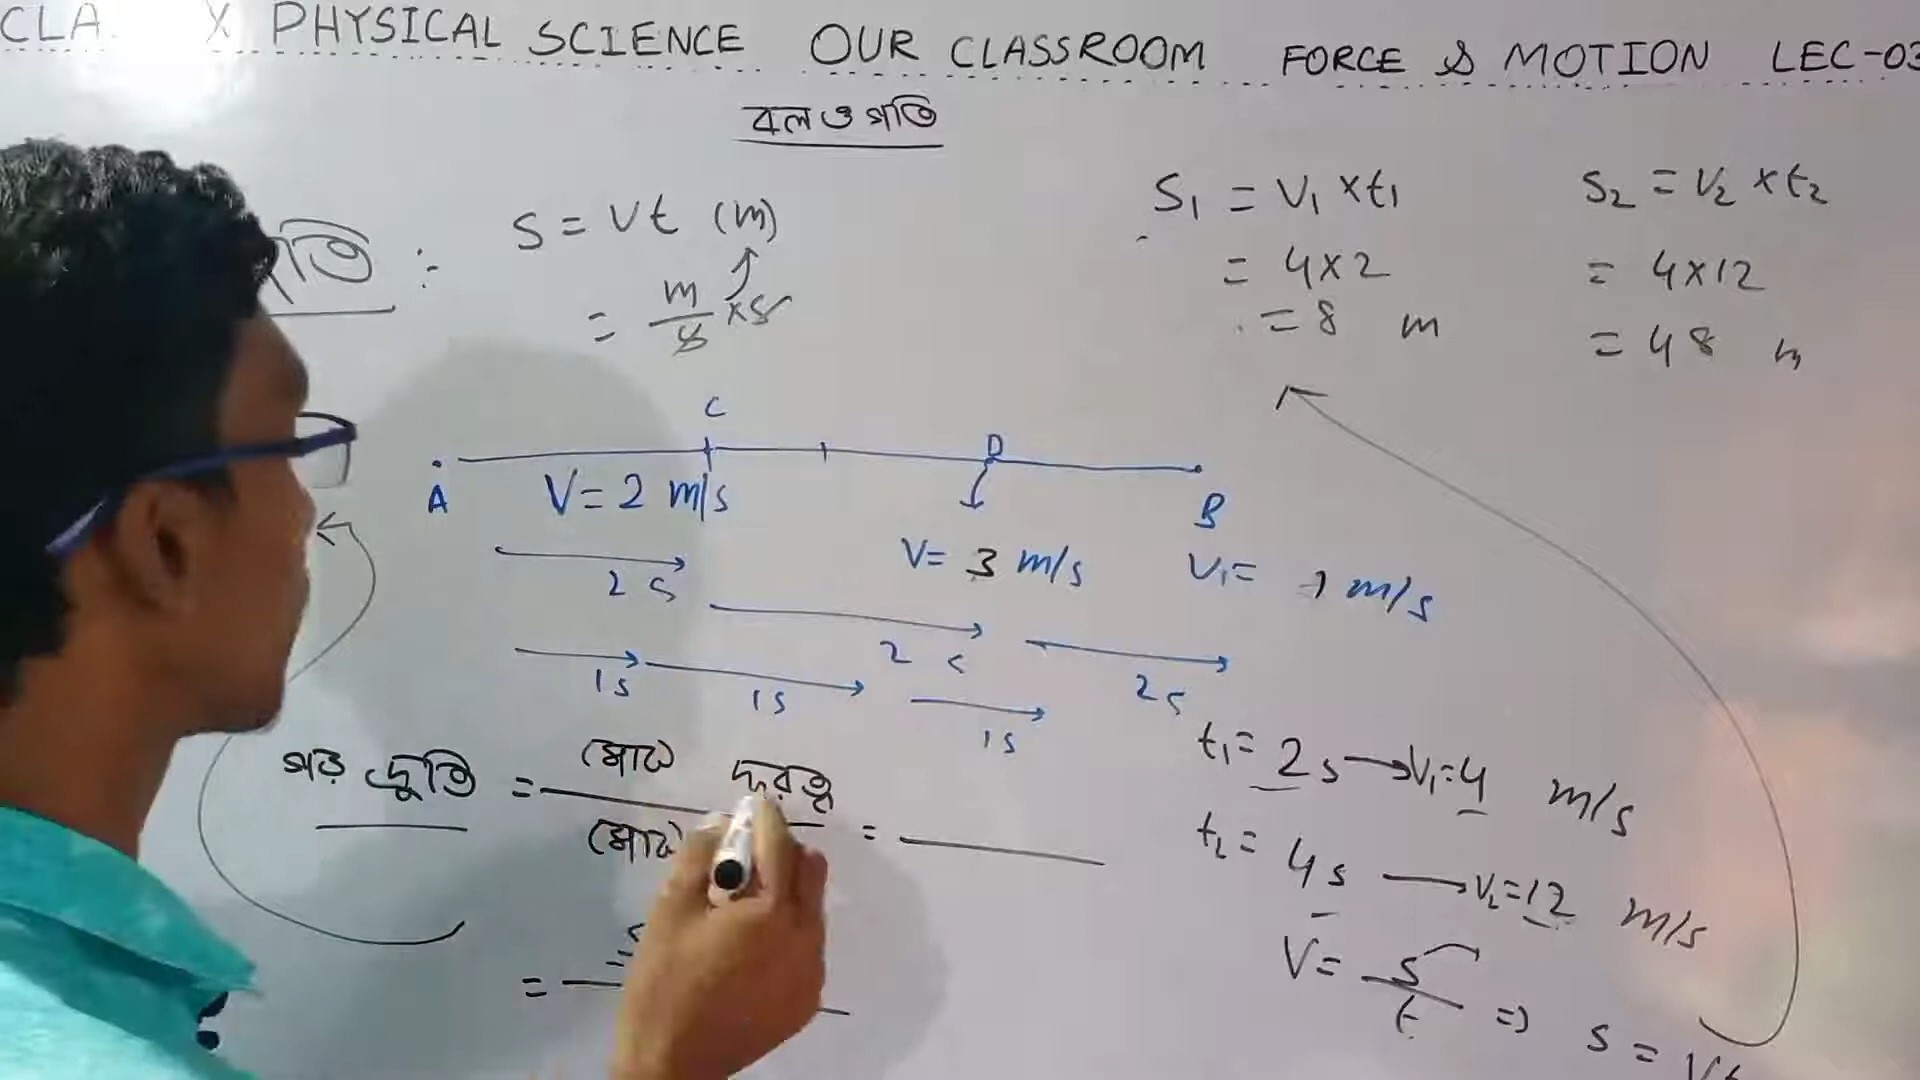 CLA X PHYSICAL SCIENCE OUR CLASSROOM FORCE & MOTION LEC-03
বল ও গতি
S = Vt (m)
= m/s × s
S₁ = V₁ × t₁
= 4 × 2
= 8 m
S₂ = V₂ × t₂
= 4 × 12
= 48 m
C
D
A
B
V = 2 m/s
V = 3 m/s
V₁ = 1 m/s
2 s
2 s
2 s
1 s
1 s
1 s
গড় দ্রুতি = মোট দূরত্ব
মোট
=
=
t₁ = 2 s → V₁ = 4 m/s
t₂ = 4 s → V₂ = 12 m/s
V = s/t ⇒ s = Vt